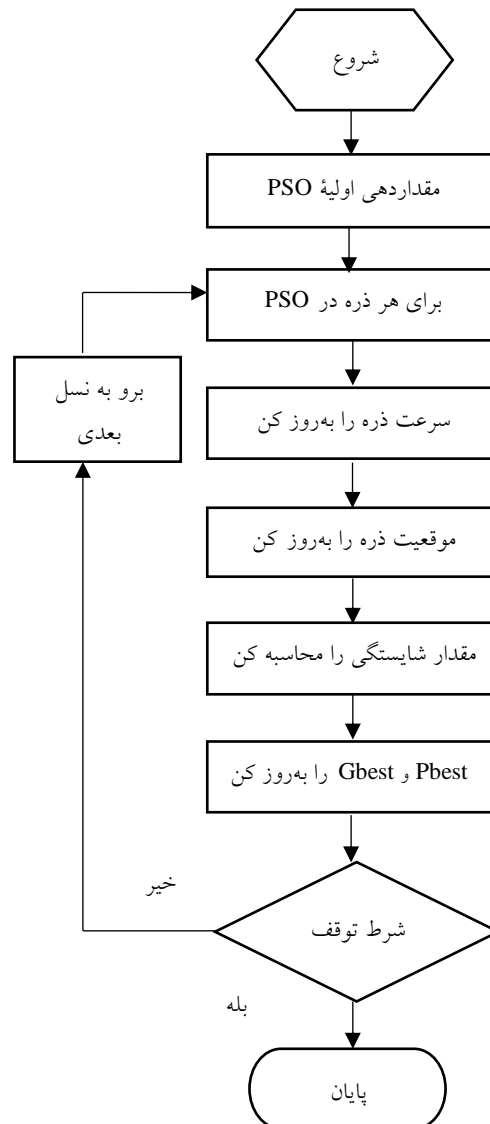 شروع
مقداردهی اولیۀ PSO
برای هر ذره در PSO
برو به نسل
بعدی
سرعت ذره را به‌روز کن
موقعیت ذره را به‌روز کن
مقدار شایستگی را محاسبه کن
Pbest و Gbest را به‌روز کن
خیر
شرط توقف
بله
پایان